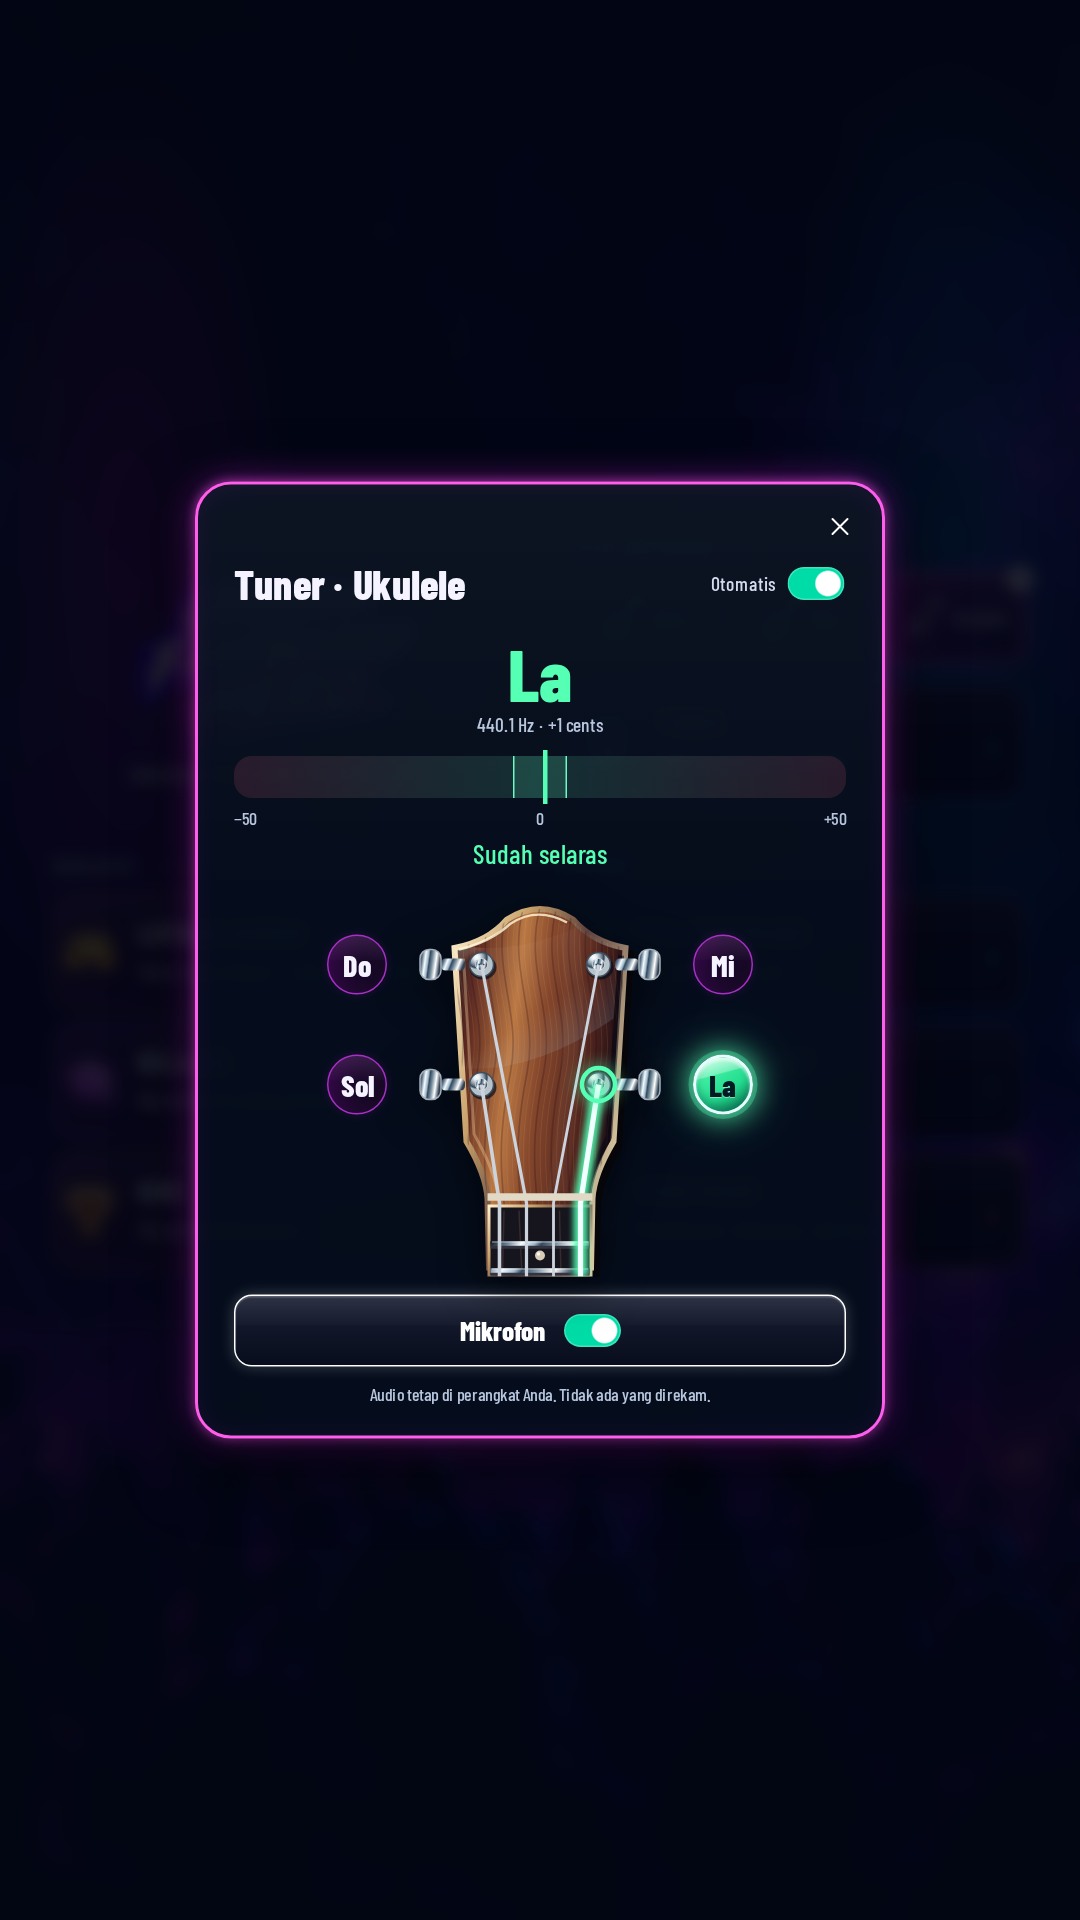 Tuner · Ukulele
Otomatis
La
440.1 Hz · +1 cents
−50 0 +50
Sudah selaras
Do Mi
Sol La
Mikrofon
Audio tetap di perangkat Anda. Tidak ada yang direkam.